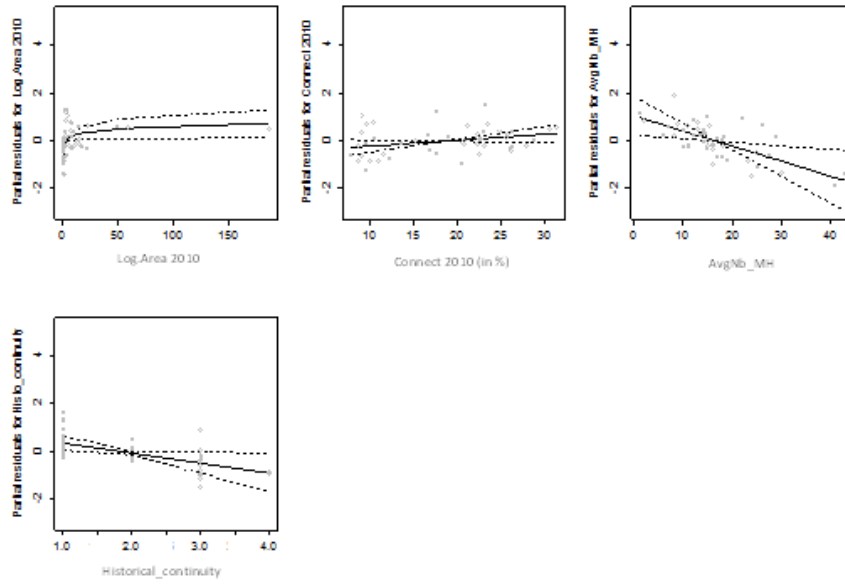 Partial residuals for Log.Area 2010
4
2
0
-2
0 50 100 150
Log.Area 2010
Partial residuals for Connect 2010
4
2
0
-2
10 15 20 25 30
Connect 2010 (in %)
Partial residuals for AvgNb_MH
4
2
0
-2
0 10 20 30 40
AvgNb_MH
Partial residuals for Histo_continuity
4
2
0
-2
1.0 2.0 3.0 4.0
Historical_continuity